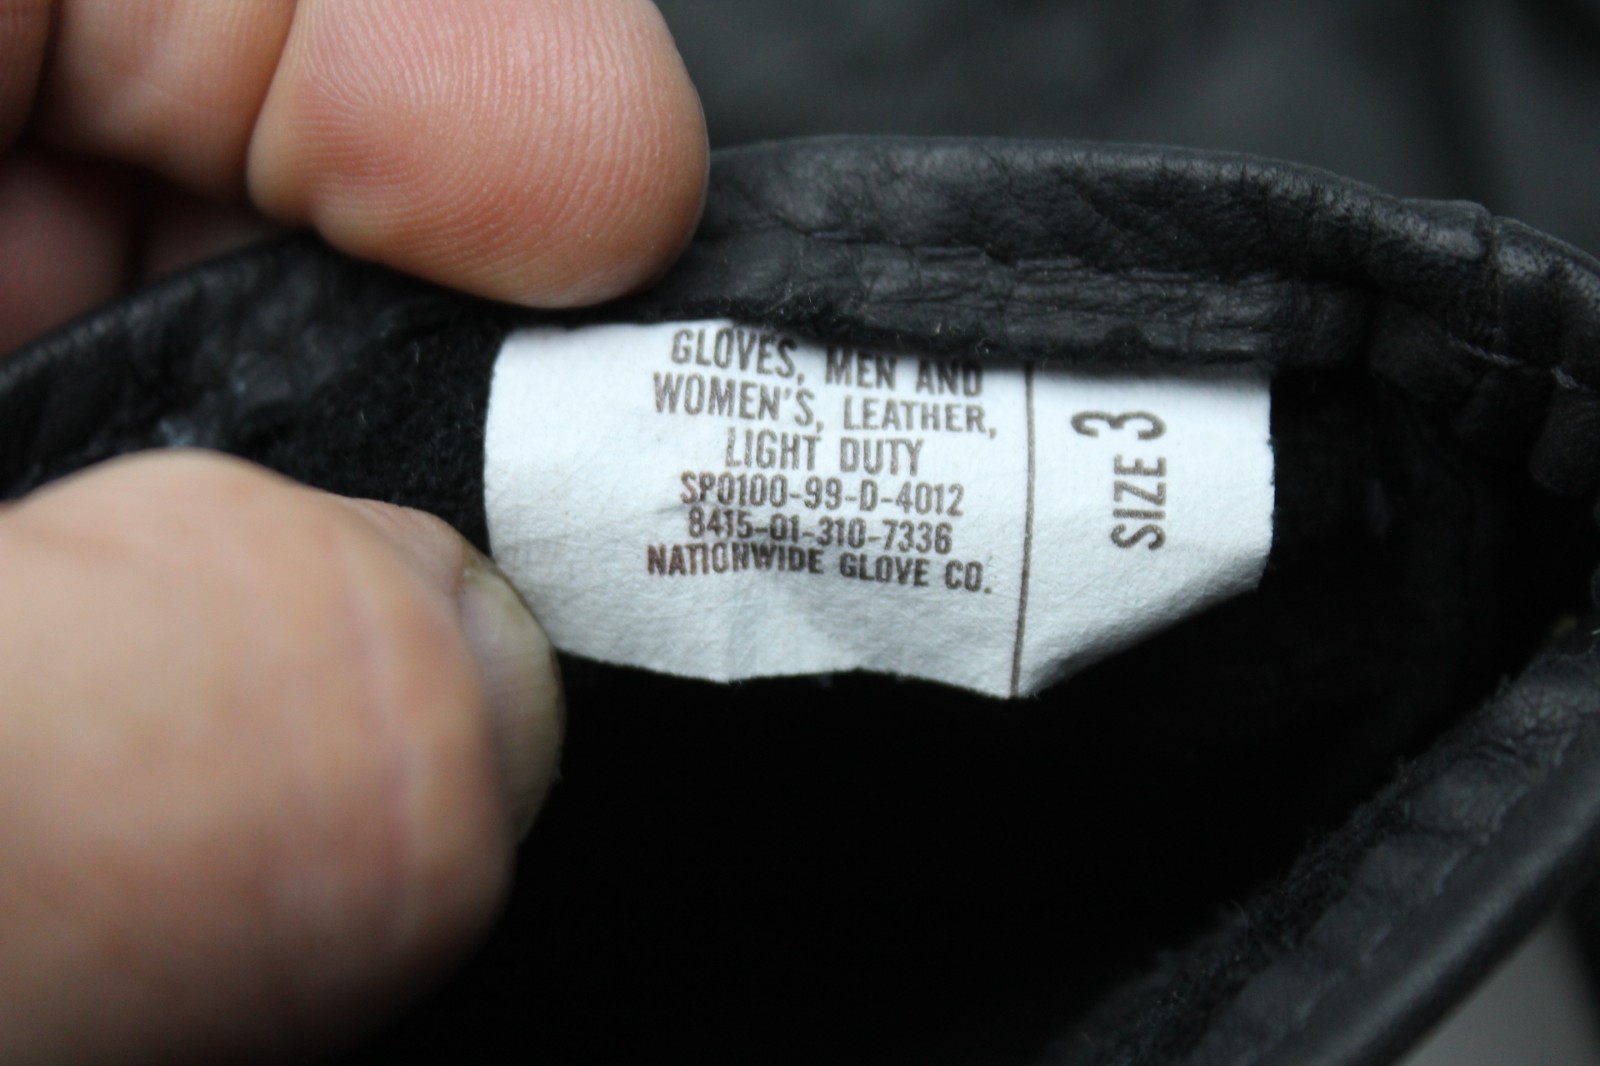 GLOVES, MEN AND
WOMEN'S, LEATHER,
LIGHT DUTY
SP0100-99-D-4012
8415-01-310-7336
NATIONWIDE GLOVE CO.
SIZE 3